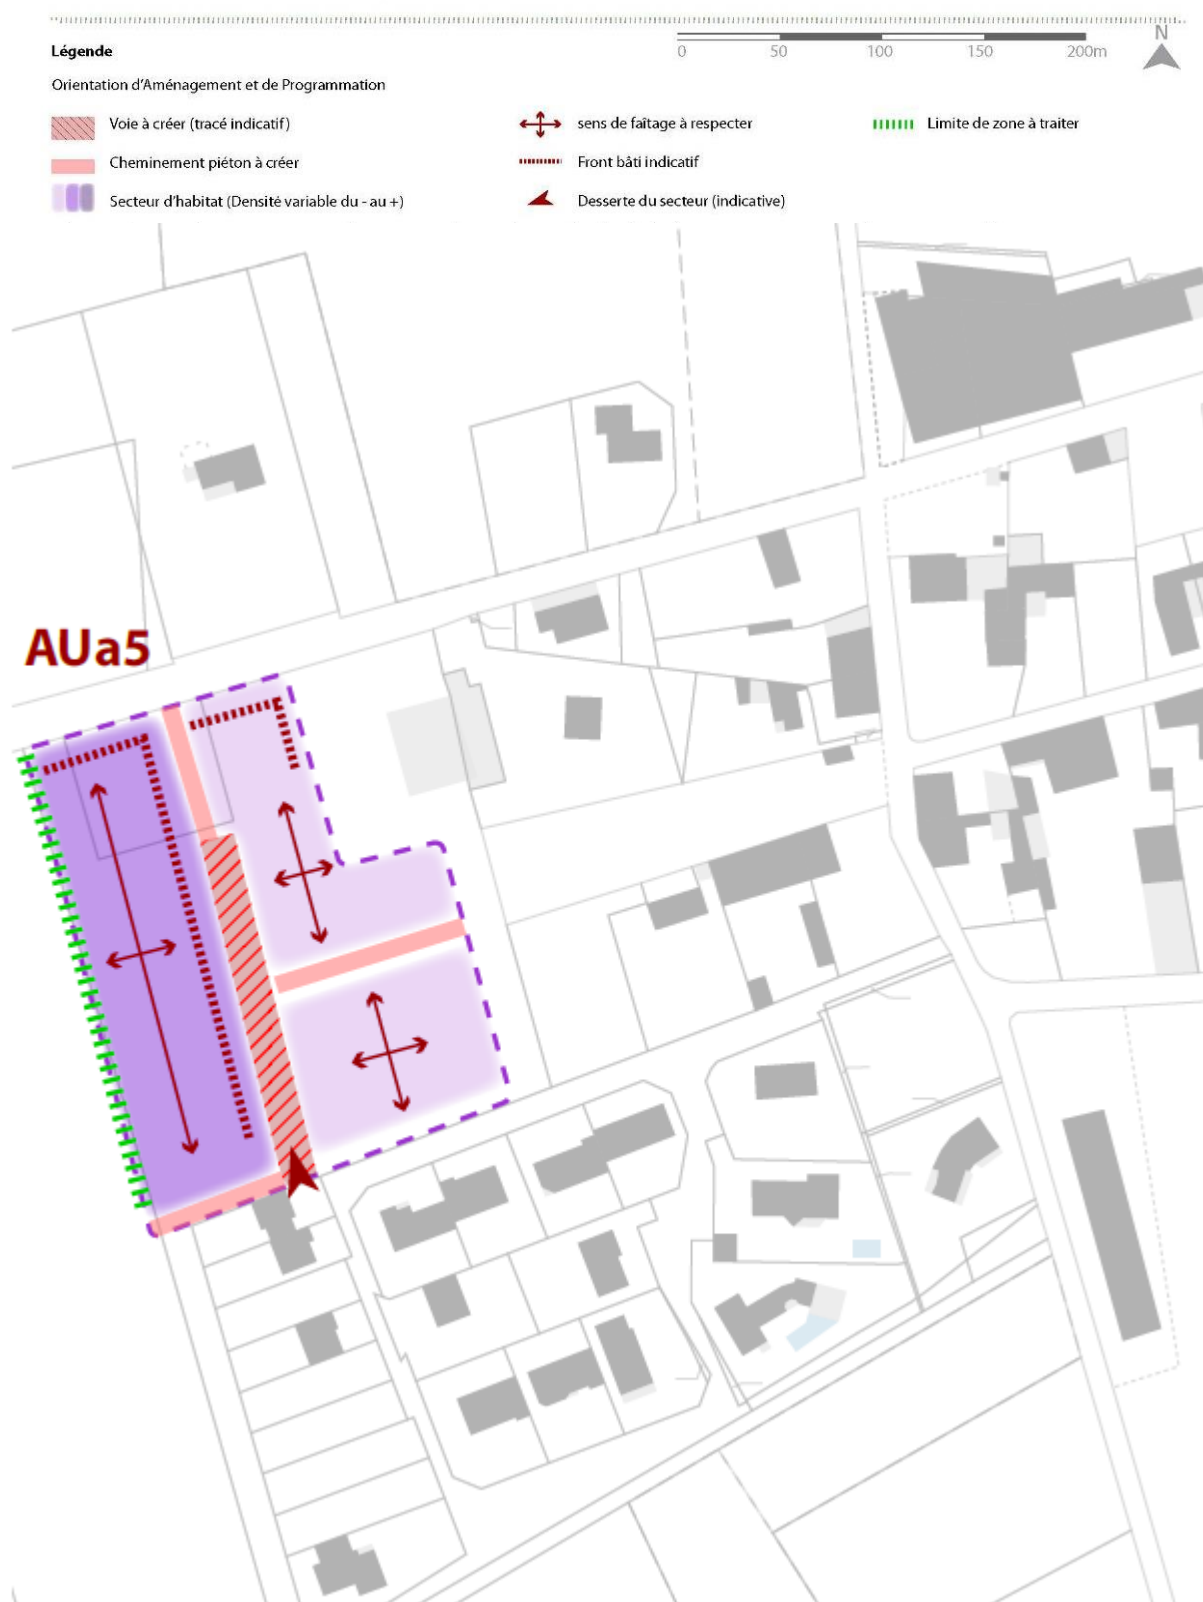 N
0 50 100 150 200m
Légende
Orientation d'Aménagement et de Programmation
Voie à créer (tracé indicatif)
Cheminement piéton à créer
Secteur d'habitat (Densité variable du - au +)
sens de faîtage à respecter
Front bâti indicatif
Desserte du secteur (indicative)
Limite de zone à traiter
AUa5